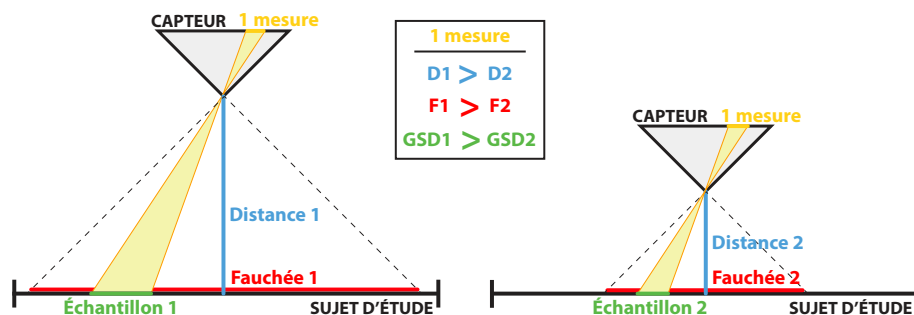 CAPTEUR 1 mesure
Distance 1
Fauchée 1
Échantillon 1 SUJET D'ÉTUDE
1 mesure
D1 > D2
F1 > F2
GSD1 > GSD2
CAPTEUR 1 mesure
Distance 2
Fauchée 2
Échantillon 2 SUJET D'ÉTUDE